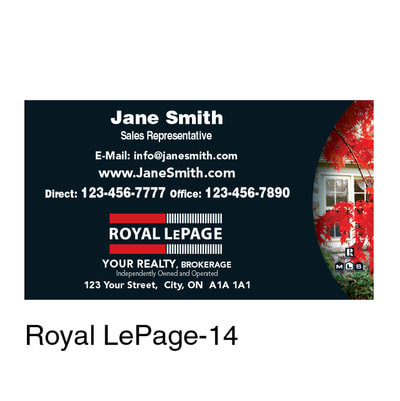 Jane Smith
Sales Representative
E-Mail: info@janesmith.com
www.JaneSmith.com
Direct: 123-456-7777 Office: 123-456-7890
ROYAL LEPAGE
YOUR REALTY, BROKERAGE
Independently Owned and Operated
123 Your Street, City, ON A1A 1A1
R
MLS
Royal LePage-14